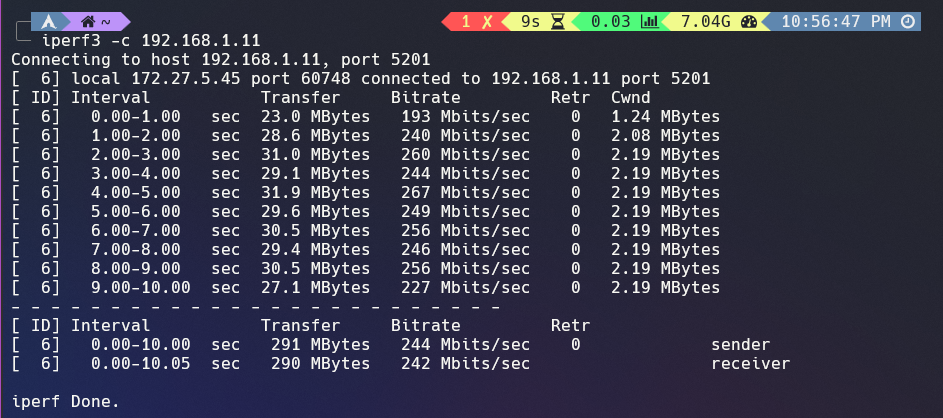 ~ 1 ✗ 9s 0.03 7.04G 10:56:47 PM
iperf3 -c 192.168.1.11
Connecting to host 192.168.1.11, port 5201
[  6] local 172.27.5.45 port 60748 connected to 192.168.1.11 port 5201
[ ID] Interval           Transfer     Bitrate         Retr  Cwnd
[  6]   0.00-1.00   sec  23.0 MBytes   193 Mbits/sec    0   1.24 MBytes
[  6]   1.00-2.00   sec  28.6 MBytes   240 Mbits/sec    0   2.08 MBytes
[  6]   2.00-3.00   sec  31.0 MBytes   260 Mbits/sec    0   2.19 MBytes
[  6]   3.00-4.00   sec  29.1 MBytes   244 Mbits/sec    0   2.19 MBytes
[  6]   4.00-5.00   sec  31.9 MBytes   267 Mbits/sec    0   2.19 MBytes
[  6]   5.00-6.00   sec  29.6 MBytes   249 Mbits/sec    0   2.19 MBytes
[  6]   6.00-7.00   sec  30.5 MBytes   256 Mbits/sec    0   2.19 MBytes
[  6]   7.00-8.00   sec  29.4 MBytes   246 Mbits/sec    0   2.19 MBytes
[  6]   8.00-9.00   sec  30.5 MBytes   256 Mbits/sec    0   2.19 MBytes
[  6]   9.00-10.00  sec  27.1 MBytes   227 Mbits/sec    0   2.19 MBytes
- - - - - - - - - - - - - - - - - - - - - - - - -
[ ID] Interval           Transfer     Bitrate         Retr
[  6]   0.00-10.00  sec   291 MBytes   244 Mbits/sec    0             sender
[  6]   0.00-10.05  sec   290 MBytes   242 Mbits/sec                  receiver
iperf Done.